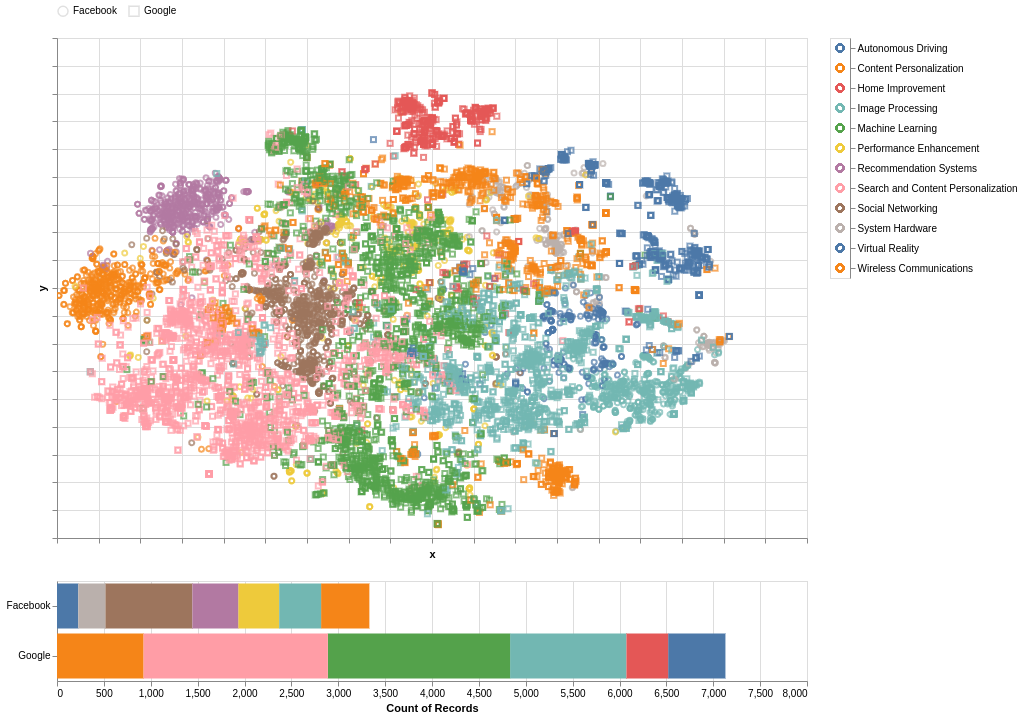 Facebook Google
Autonomous Driving
Content Personalization
Home Improvement
Image Processing
Machine Learning
Performance Enhancement
Recommendation Systems
Search and Content Personalization
Social Networking
System Hardware
Virtual Reality
Wireless Communications
y
x
Facebook
Google
0 500 1,000 1,500 2,000 2,500 3,000 3,500 4,000 4,500 5,000 5,500 6,000 6,500 7,000 7,500 8,000
Count of Records